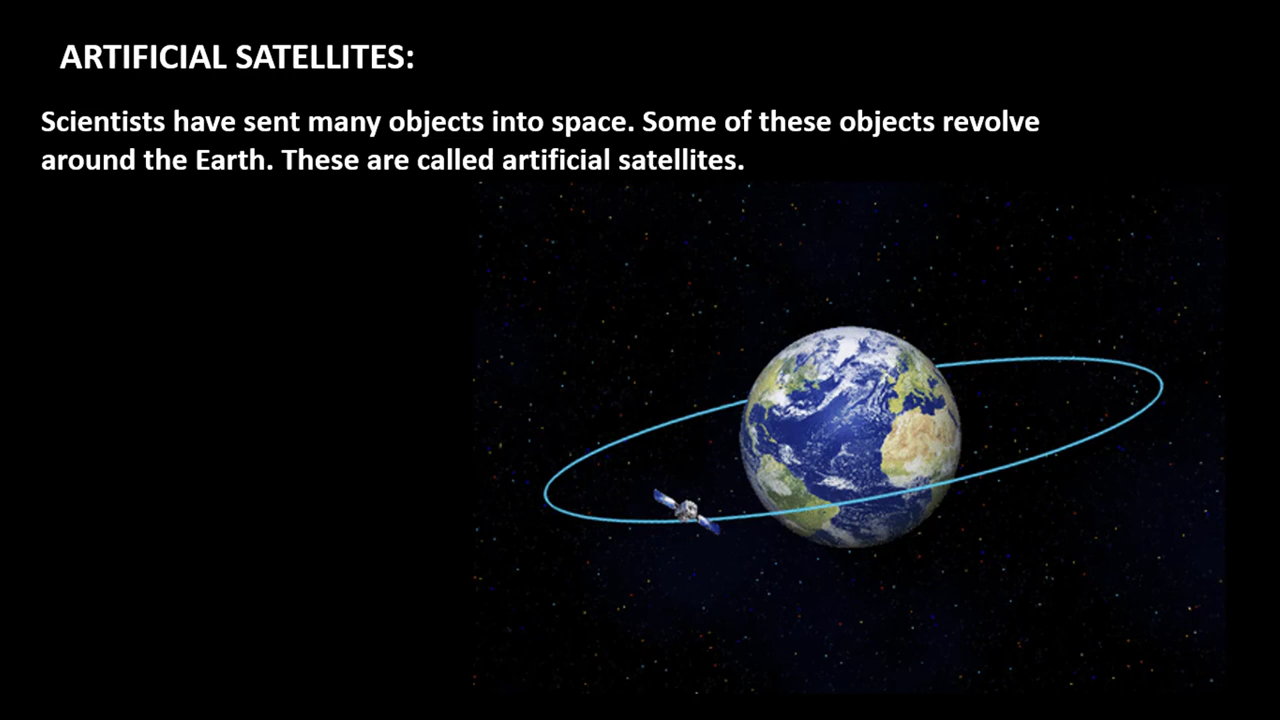 ARTIFICIAL SATELLITES:
Scientists have sent many objects into space. Some of these objects revolve
around the Earth. These are called artificial satellites.